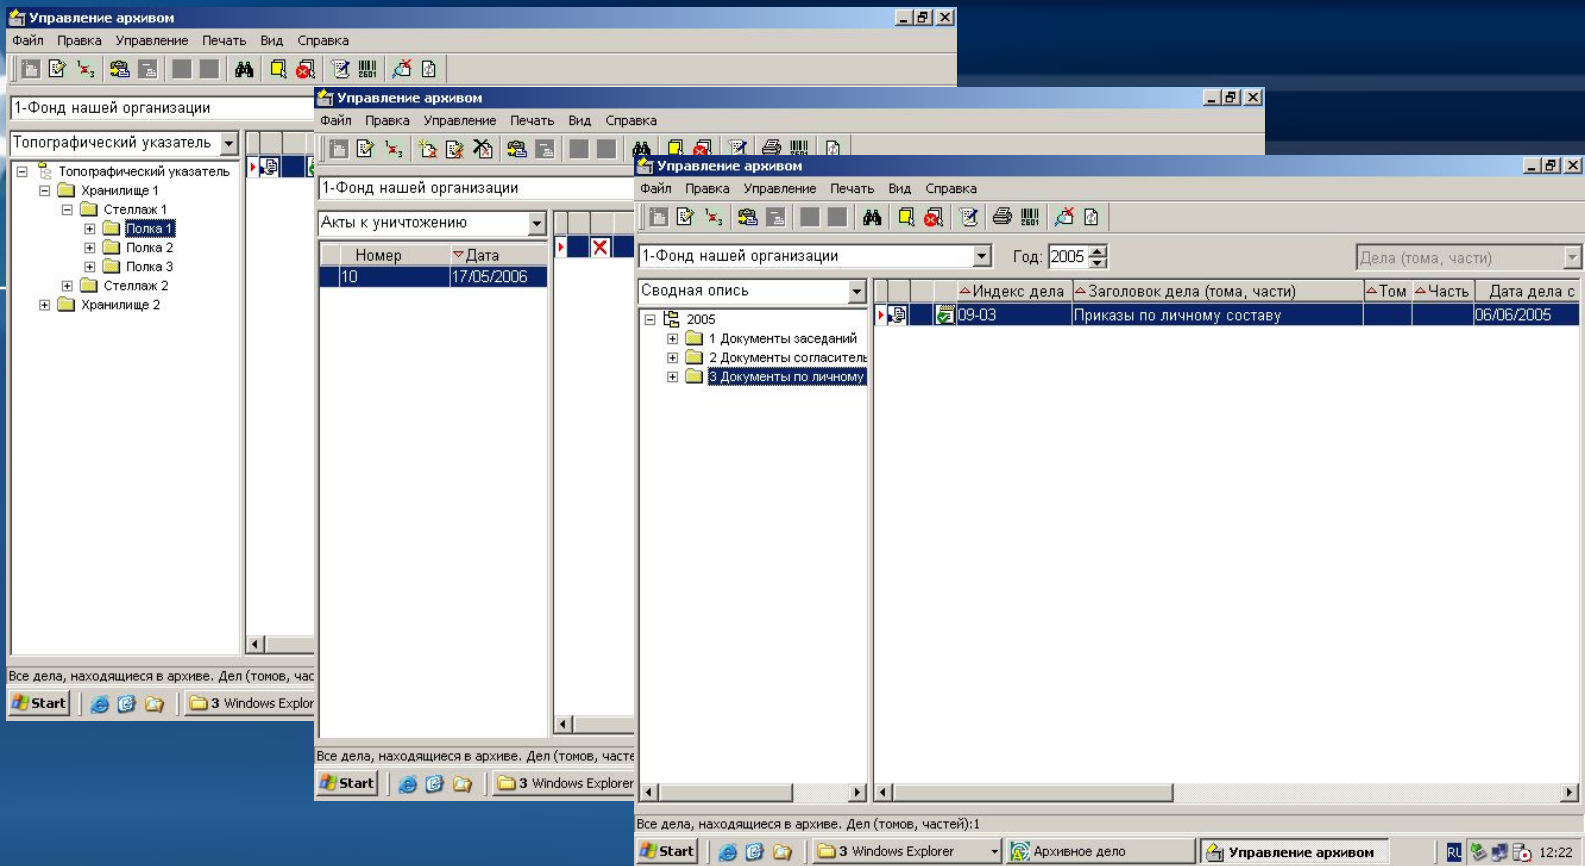 Управление архивом
Файл Правка Управление Печать Вид Справка
1-Фонд нашей организации
Топографический указатель
Топографический указатель
Хранилище 1
Стеллаж 1
Полка 1
Полка 2
Полка 3
Стеллаж 2
Хранилище 2
Все дела, находящиеся в архиве. Дел (томов, час
Start
3 Windows Explor
Управление архивом
Файл Правка Управление Печать Вид Справка
1-Фонд нашей организации
Акты к уничтожению
Номер Дата
10 17/05/2006
Все дела, находящиеся в архиве. Дел (томов, часте
Start
3 Windows Explorer
Управление архивом
Файл Правка Управление Печать Вид Справка
1-Фонд нашей организации Год: 2005 Дела (тома, части)
Сводная опись
Индекс дела Заголовок дела (тома, части) Том Часть Дата дела с
09-03 Приказы по личному составу 06/06/2005
2005
1 Документы заседаний
2 Документы согласитель
3 Документы по личному
Все дела, находящиеся в архиве. Дел (томов, частей):1
Start
3 Windows Explorer Архивное дело Управление архивом RU 12:22